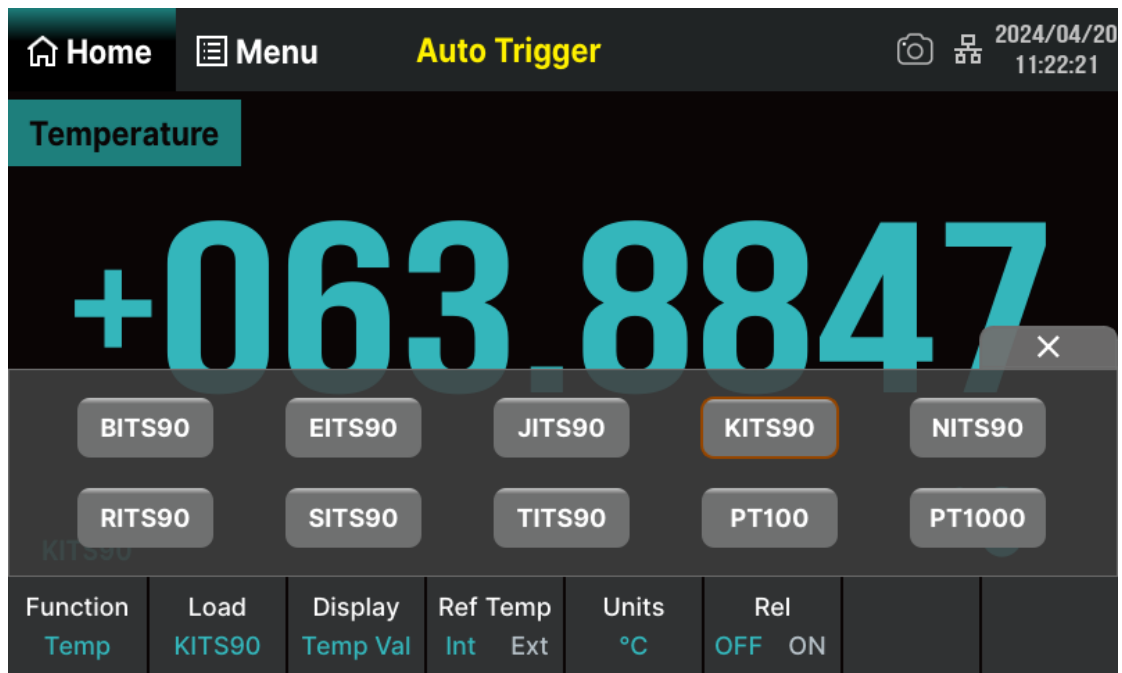 Home Menu Auto Trigger 2024/04/20
11:22:21
Temperature
+063.8847
BITS90 EITS90 JITS90 KITS90 NITS90
RITS90 SITS90 TITS90 PT100 PT1000
KITS90
Function Load Display Ref Temp Units Rel
Temp KITS90 Temp Val Int Ext °C OFF ON